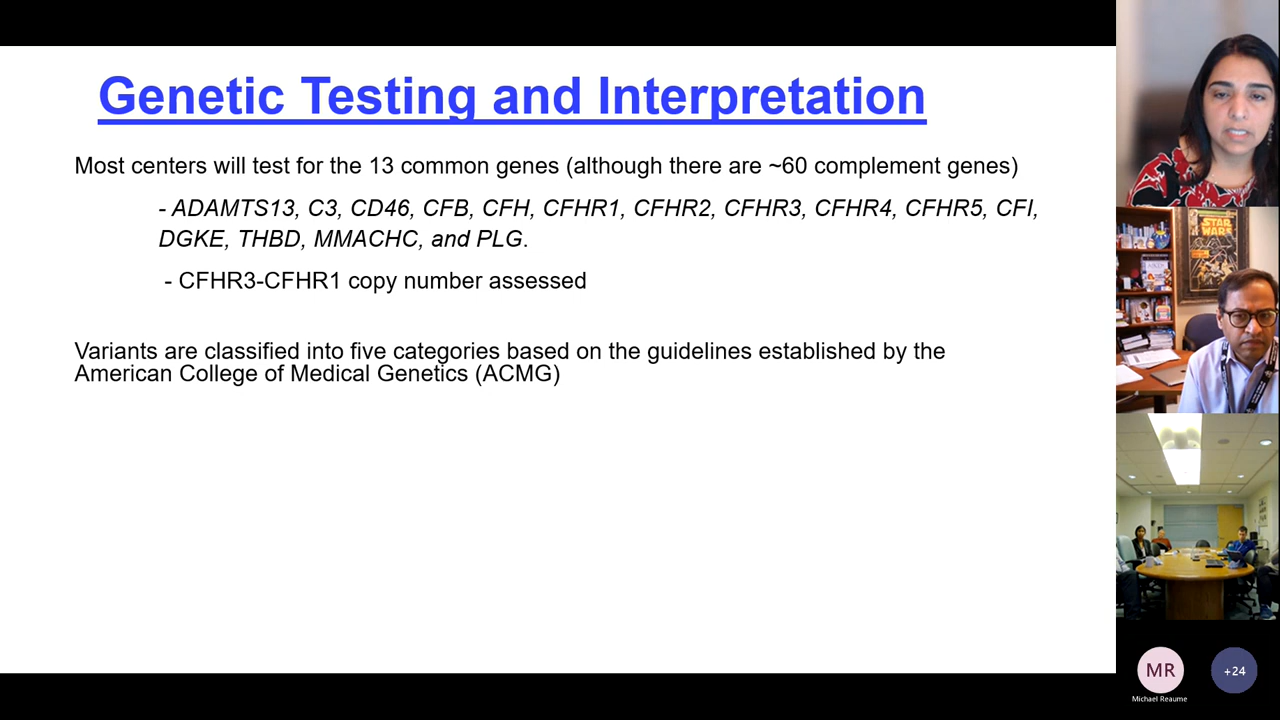 Genetic Testing and Interpretation
Most centers will test for the 13 common genes (although there are ~60 complement genes)
- ADAMTS13, C3, CD46, CFB, CFH, CFHR1, CFHR2, CFHR3, CFHR4, CFHR5, CFI,
DGKE, THBD, MMACHC, and PLG.
- CFHR3-CFHR1 copy number assessed
Variants are classified into five categories based on the guidelines established by the
American College of Medical Genetics (ACMG)
STAR
WARS
MR
+24
Michael Reaume